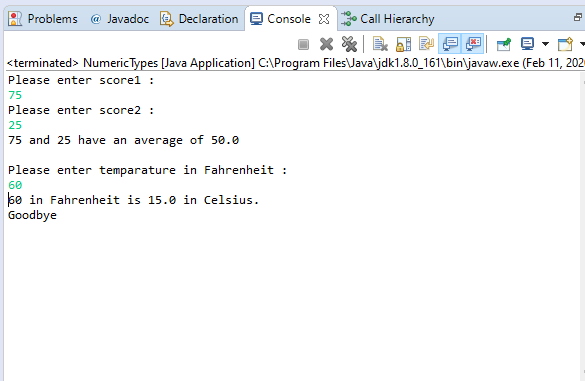 Problems @ Javadoc Declaration Console Call Hierarchy
<terminated> NumericTypes [Java Application] C:\Program Files\Java\jdk1.8.0_161\bin\javaw.exe (Feb 11, 202
Please enter score1 :
75
Please enter score2 :
25
75 and 25 have an average of 50.0
Please enter temparature in Fahrenheit :
60
60 in Fahrenheit is 15.0 in Celsius.
Goodbye